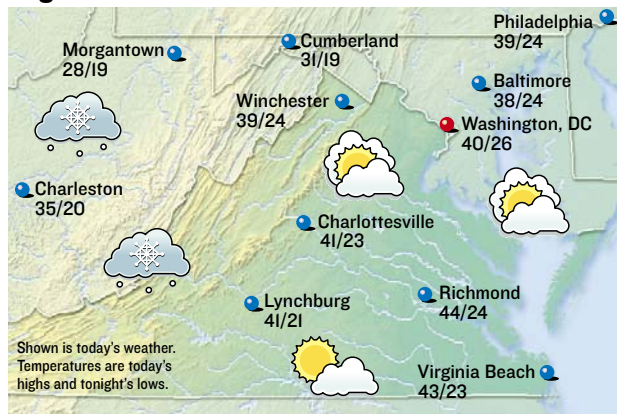 Philadelphia
39/24
Morgantown
28/19
Cumberland
31/19
Baltimore
38/24
Winchester
39/24
Washington, DC
40/26
Charleston
35/20
Charlottesville
41/23
Lynchburg
41/21
Richmond
44/24
Shown is today's weather.
Temperatures are today's
highs and tonight's lows.
Virginia Beach
43/23